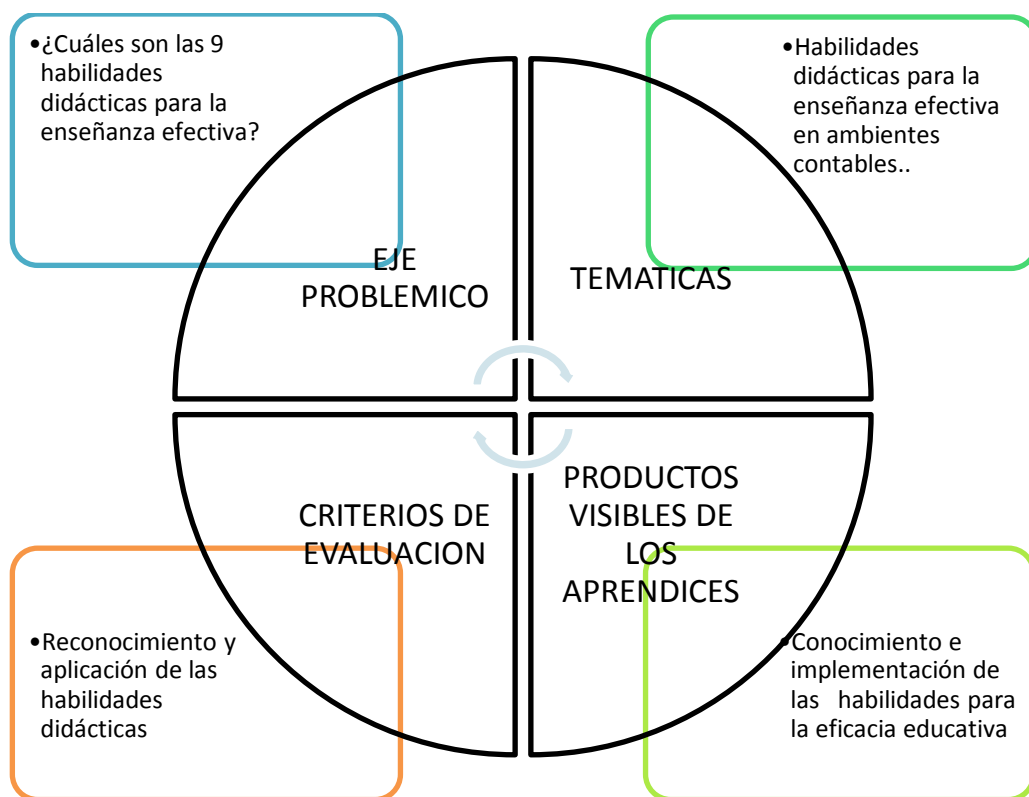 •¿Cuáles son las 9
habilidades
didácticas para la
enseñanza efectiva?
•Habilidades
didácticas para la
enseñanza efectiva
en ambientes
contables..
EJE
PROBLEMICO
TEMATICAS
CRITERIOS DE
EVALUACION
PRODUCTOS
VISIBLES DE
LOS
APRENDICES
•Reconocimiento y
aplicación de las
habilidades
didácticas
•Conocimiento e
implementación de
las habilidades para
la eficacia educativa